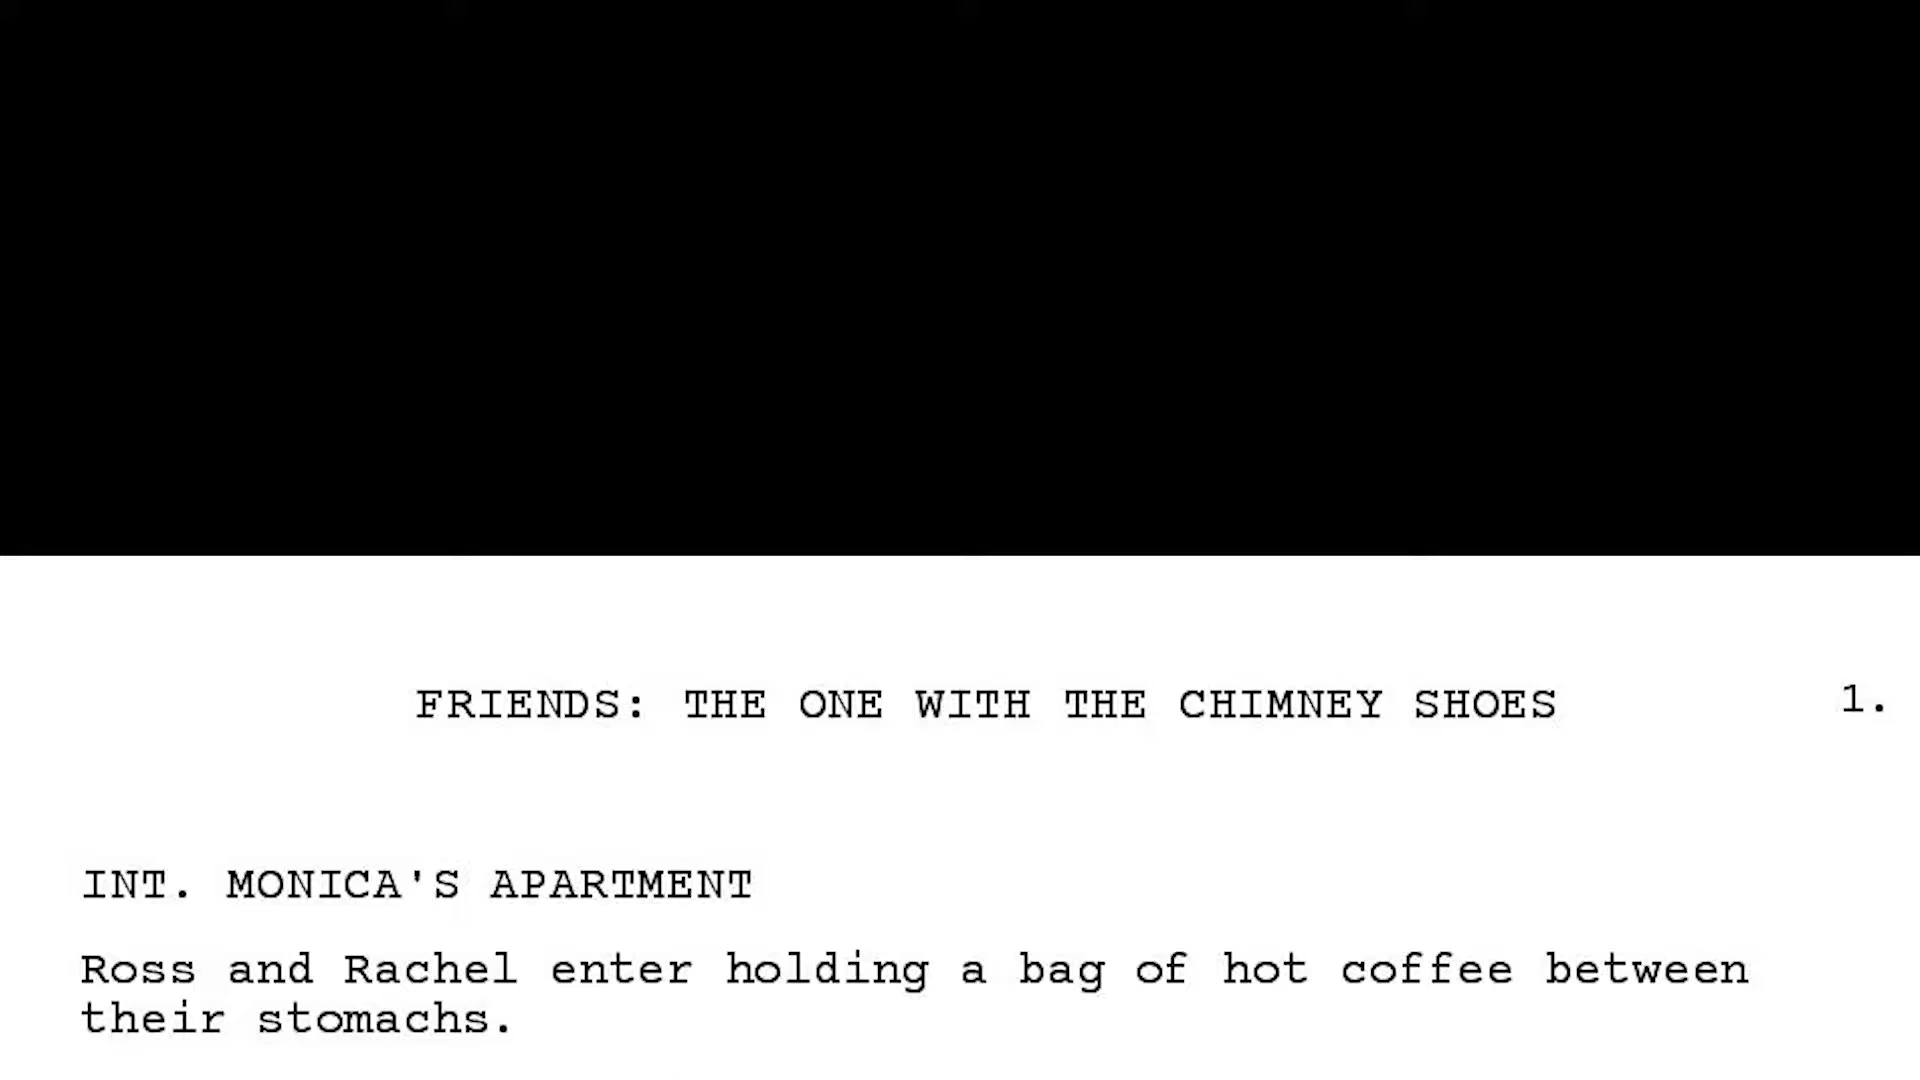 FRIENDS: THE ONE WITH THE CHIMNEY SHOES 1.
INT. MONICA'S APARTMENT
Ross and Rachel enter holding a bag of hot coffee between
their stomachs.